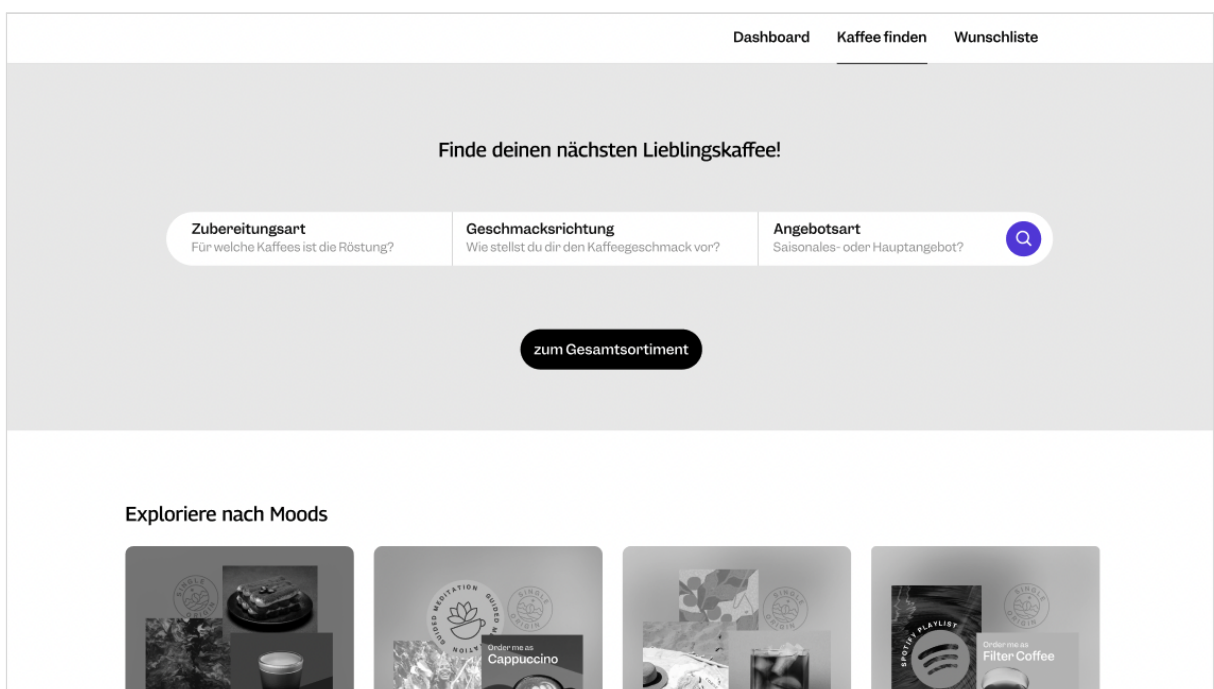 Dashboard Kaffee finden Wunschliste
Finde deinen nächsten Lieblingskaffee!
Zubereitungsart Geschmacksrichtung Angebotsart
Für welche Kaffees ist die Röstung? Wie stellst du dir den Kaffeegeschmack vor? Saisonales- oder Hauptangebot?
zum Gesamtsortiment
Exploriere nach Moods
SINGLE ORIGIN
GUIDED MEDITATION GUIDED
SINGLE ORIGIN
Order me as
Cappuccino
SINGLE ORIGIN
SPOTIFY PLAYLIST
SINGLE ORIGIN
Order me as
Filter Coffee